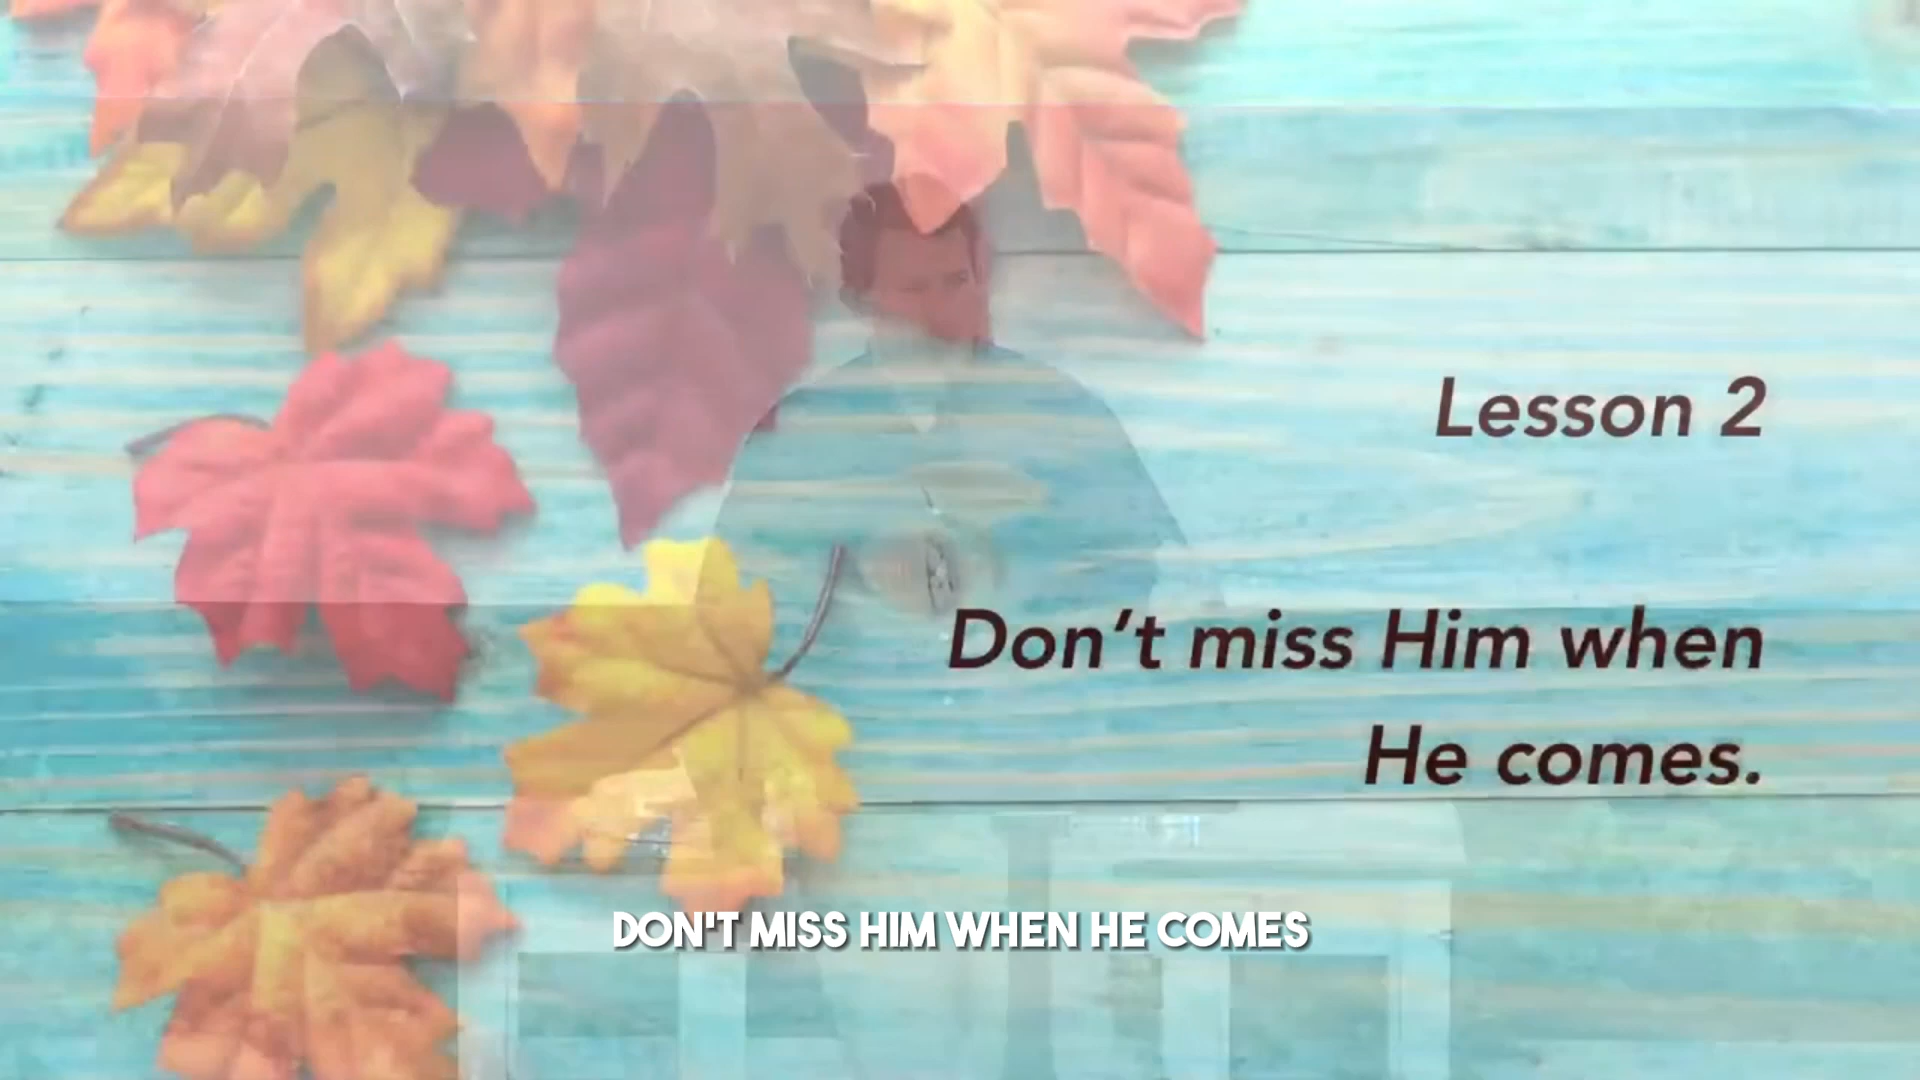 Lesson 2
Don't miss Him when
He comes.
DON'T MISS HIM WHEN HE COMES